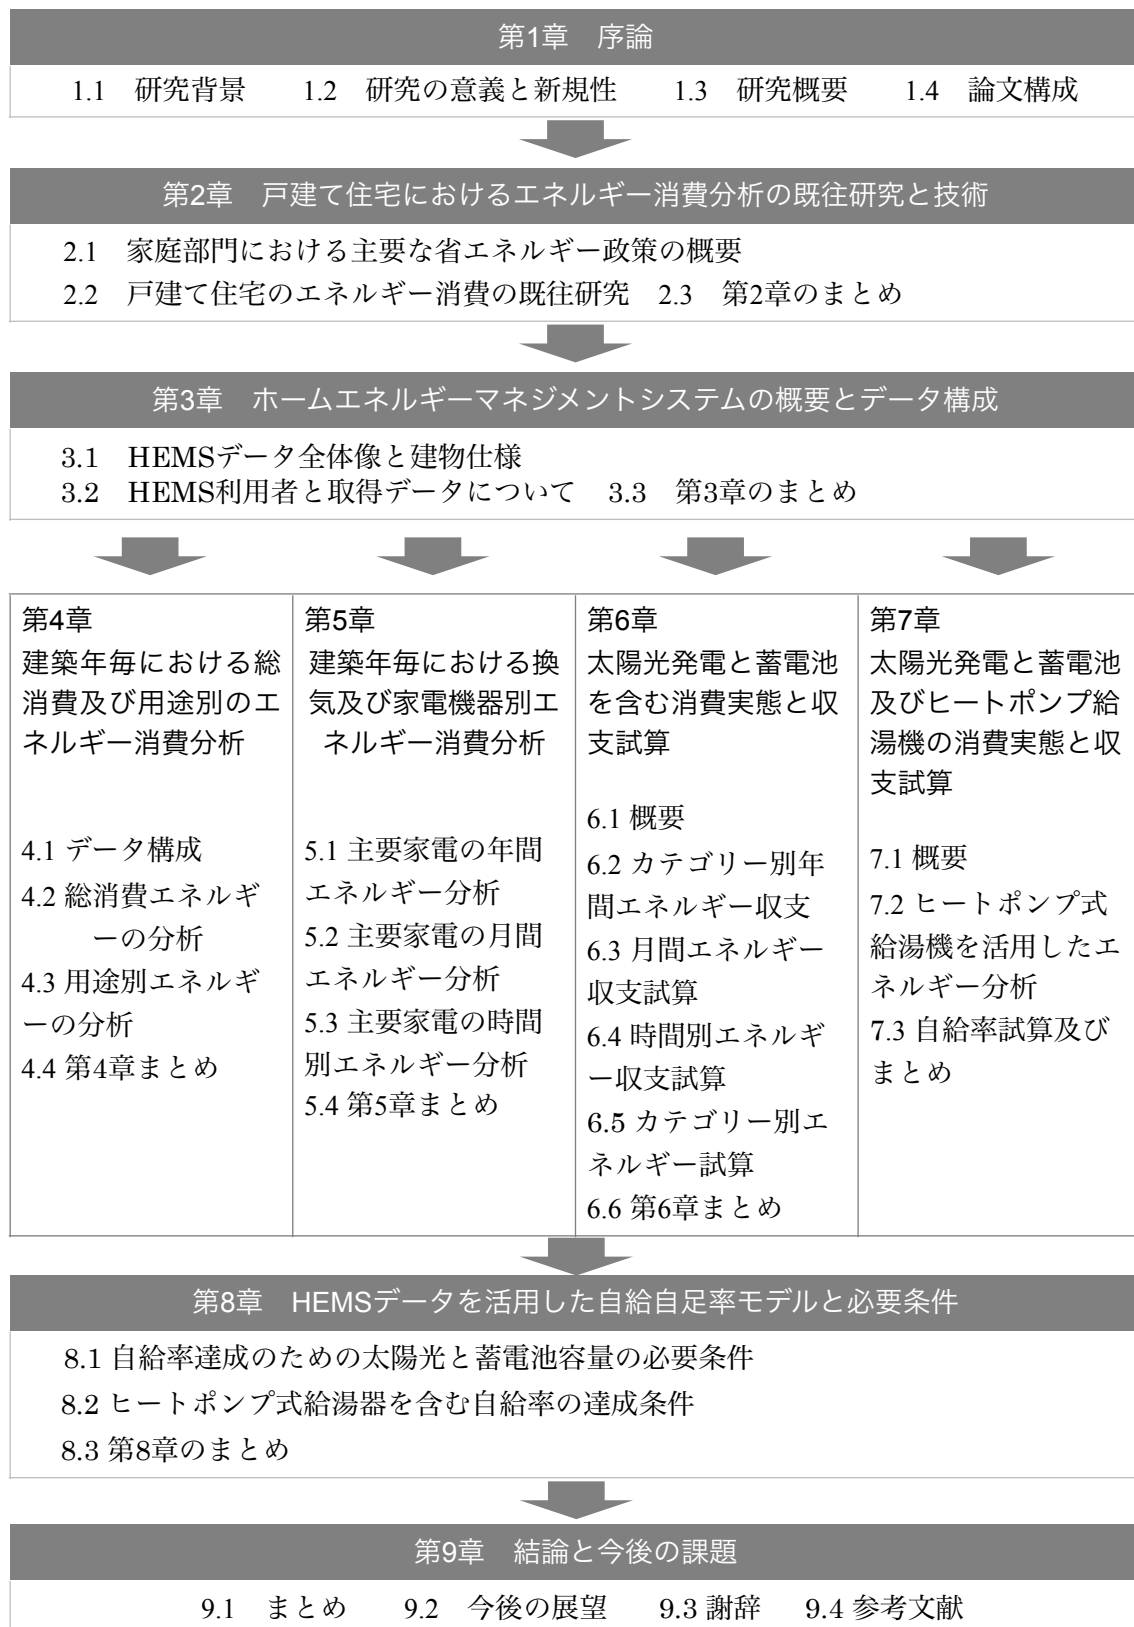 第1章　序論
1.1　研究背景　　1.2　研究の意義と新規性　　1.3　研究概要　　1.4　論文構成
第2章　戸建て住宅におけるエネルギー消費分析の既往研究と技術
2.1　家庭部門における主要な省エネルギー政策の概要
2.2　戸建て住宅のエネルギー消費の既往研究　2.3　第2章のまとめ
第3章　ホームエネルギーマネジメントシステムの概要とデータ構成
3.1　HEMSデータ全体像と建物仕様
3.2　HEMS利用者と取得データについて　3.3　第3章のまとめ
第4章
建築年毎における総
消費及び用途別のエ
ネルギー消費分析
4.1 データ構成
4.2 総消費エネルギ
ーの分析
4.3 用途別エネルギ
ーの分析
4.4 第4章まとめ
第5章
建築年毎における換
気及び家電機器別エ
ネルギー消費分析
5.1 主要家電の年間
エネルギー分析
5.2 主要家電の月間
エネルギー分析
5.3 主要家電の時間
別エネルギー分析
5.4 第5章まとめ
第6章
太陽光発電と蓄電池
を含む消費実態と収
支試算
6.1 概要
6.2 カテゴリー別年
間エネルギー収支
6.3 月間エネルギー
収支試算
6.4 時間別エネルギ
ー収支試算
6.5 カテゴリー別エ
ネルギー試算
6.6 第6章まとめ
第7章
太陽光発電と蓄電池
及びヒートポンプ給
湯機の消費実態と収
支試算
7.1 概要
7.2 ヒートポンプ式
給湯機を活用したエ
ネルギー分析
7.3 自給率試算及び
まとめ
第8章　HEMSデータを活用した自給自足率モデルと必要条件
8.1 自給率達成のための太陽光と蓄電池容量の必要条件
8.2 ヒートポンプ式給湯器を含む自給率の達成条件
8.3 第8章のまとめ
第9章　結論と今後の課題
9.1　まとめ　　9.2　今後の展望　　9.3 謝辞　　9.4 参考文献